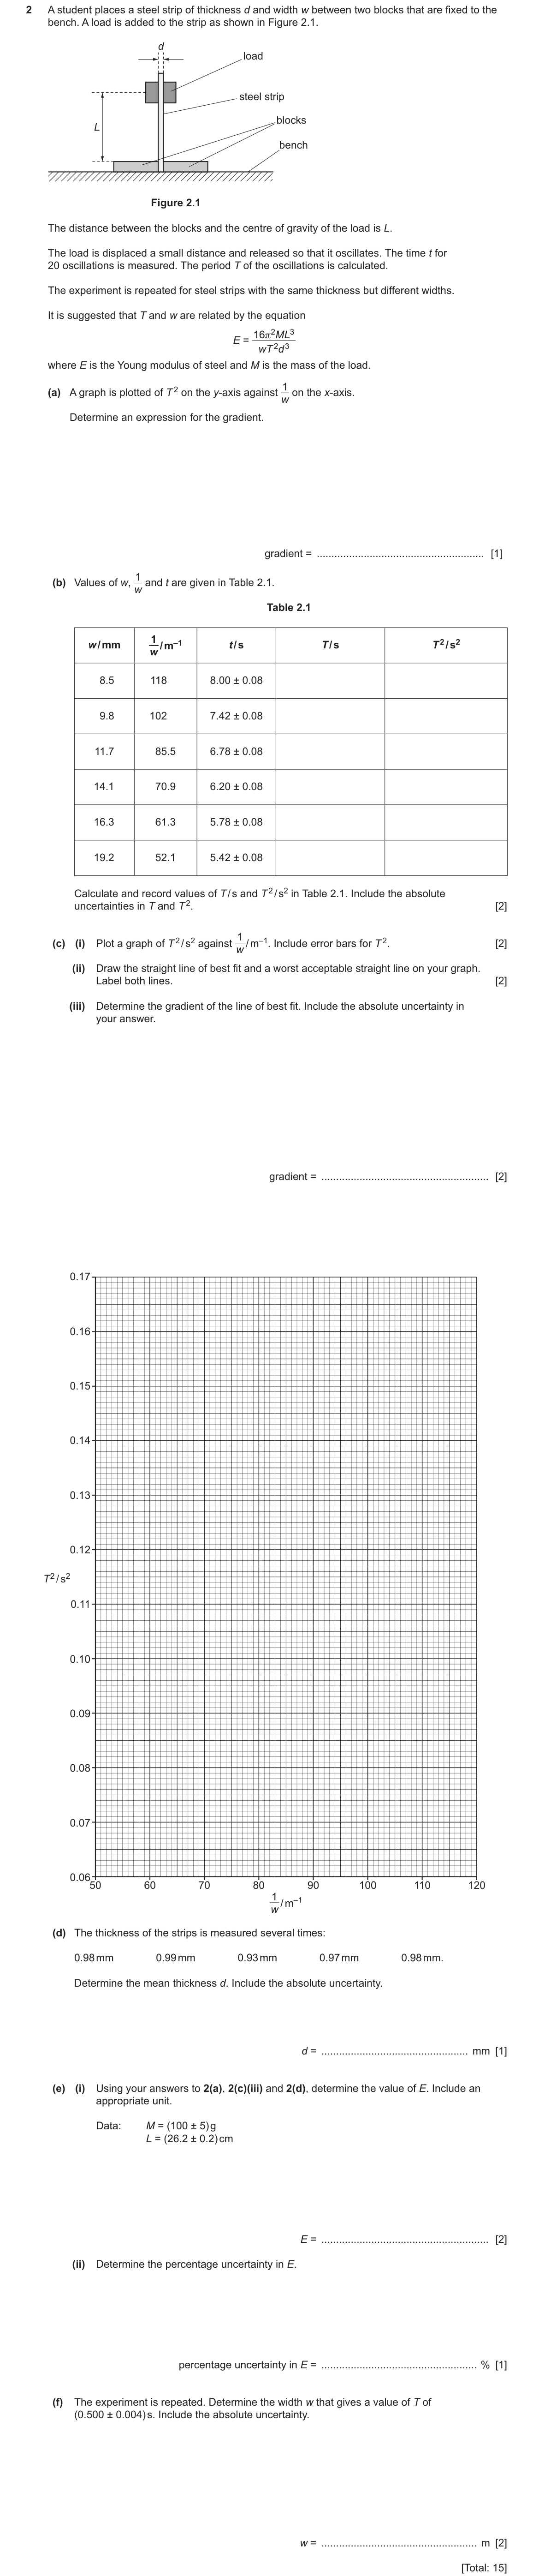 2 A student places a steel strip of thickness d and width w between two blocks that are fixed to the
bench. A load is added to the strip as shown in Figure 2.1.
d
load
steel strip
L
blocks
bench
Figure 2.1
The distance between the blocks and the centre of gravity of the load is L.
The load is displaced a small distance and released so that it oscillates. The time t for
20 oscillations is measured. The period T of the oscillations is calculated.
The experiment is repeated for steel strips with the same thickness but different widths.
It is suggested that T and w are related by the equation
E = 16π²ML³ / wT²d³
where E is the Young modulus of steel and M is the mass of the load.
(a) A graph is plotted of T² on the y-axis against 1/w on the x-axis.
Determine an expression for the gradient.
gradient = ......................................................... [1]
(b) Values of w, 1/w and t are given in Table 2.1.
Table 2.1
w/mm 1/w /m⁻¹ t/s T/s T²/s²
8.5 118 8.00 ± 0.08
9.8 102 7.42 ± 0.08
11.7 85.5 6.78 ± 0.08
14.1 70.9 6.20 ± 0.08
16.3 61.3 5.78 ± 0.08
19.2 52.1 5.42 ± 0.08
Calculate and record values of T/s and T²/s² in Table 2.1. Include the absolute
uncertainties in T and T². [2]
(c) (i) Plot a graph of T²/s² against 1/w /m⁻¹. Include error bars for T². [2]
(ii) Draw the straight line of best fit and a worst acceptable straight line on your graph.
Label both lines. [2]
(iii) Determine the gradient of the line of best fit. Include the absolute uncertainty in
your answer.
gradient = ......................................................... [2]
0.17
0.16
0.15
0.14
0.13
0.12
T²/s²
0.11
0.10
0.09
0.08
0.07
0.06
50 60 70 80 90 100 110 120
1/w /m⁻¹
(d) The thickness of the strips is measured several times:
0.98 mm 0.99 mm 0.93 mm 0.97 mm 0.98 mm.
Determine the mean thickness d. Include the absolute uncertainty.
d = .................................................. mm [1]
(e) (i) Using your answers to 2(a), 2(c)(iii) and 2(d), determine the value of E. Include an
appropriate unit.
Data: M = (100 ± 5) g
L = (26.2 ± 0.2) cm
E = ......................................................... [2]
(ii) Determine the percentage uncertainty in E.
percentage uncertainty in E = ..................................................... % [1]
(f) The experiment is repeated. Determine the width w that gives a value of T of
(0.500 ± 0.004) s. Include the absolute uncertainty.
w = ..................................................... m [2]
[Total: 15]